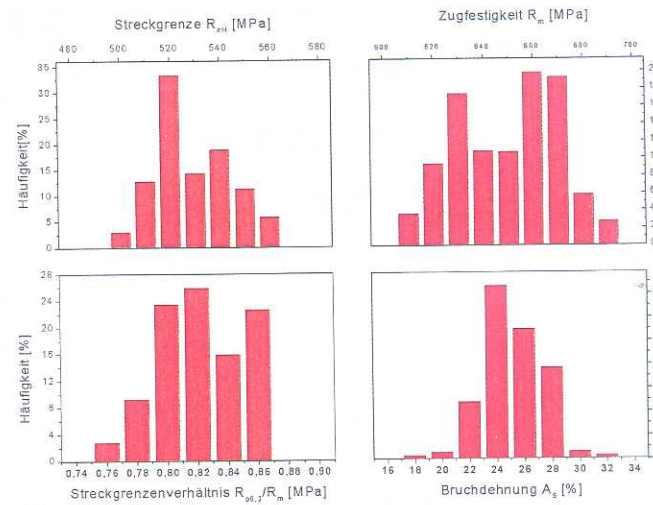 Streckgrenze R_eH [MPa]
480 500 520 540 560 580
35
30
25
20
15
10
5
0
Häufigkeit[%]
Zugfestigkeit R_m [MPa]
600 620 640 660 680 700
28
24
20
16
12
8
4
0
Häufigkeit [%]
0,74 0,76 0,78 0,80 0,82 0,84 0,86 0,88 0,90
Streckgrenzenverhältnis R_p0,2/R_m [MPa]
16 18 20 22 24 26 28 30 32 34
Bruchdehnung A_5 [%]